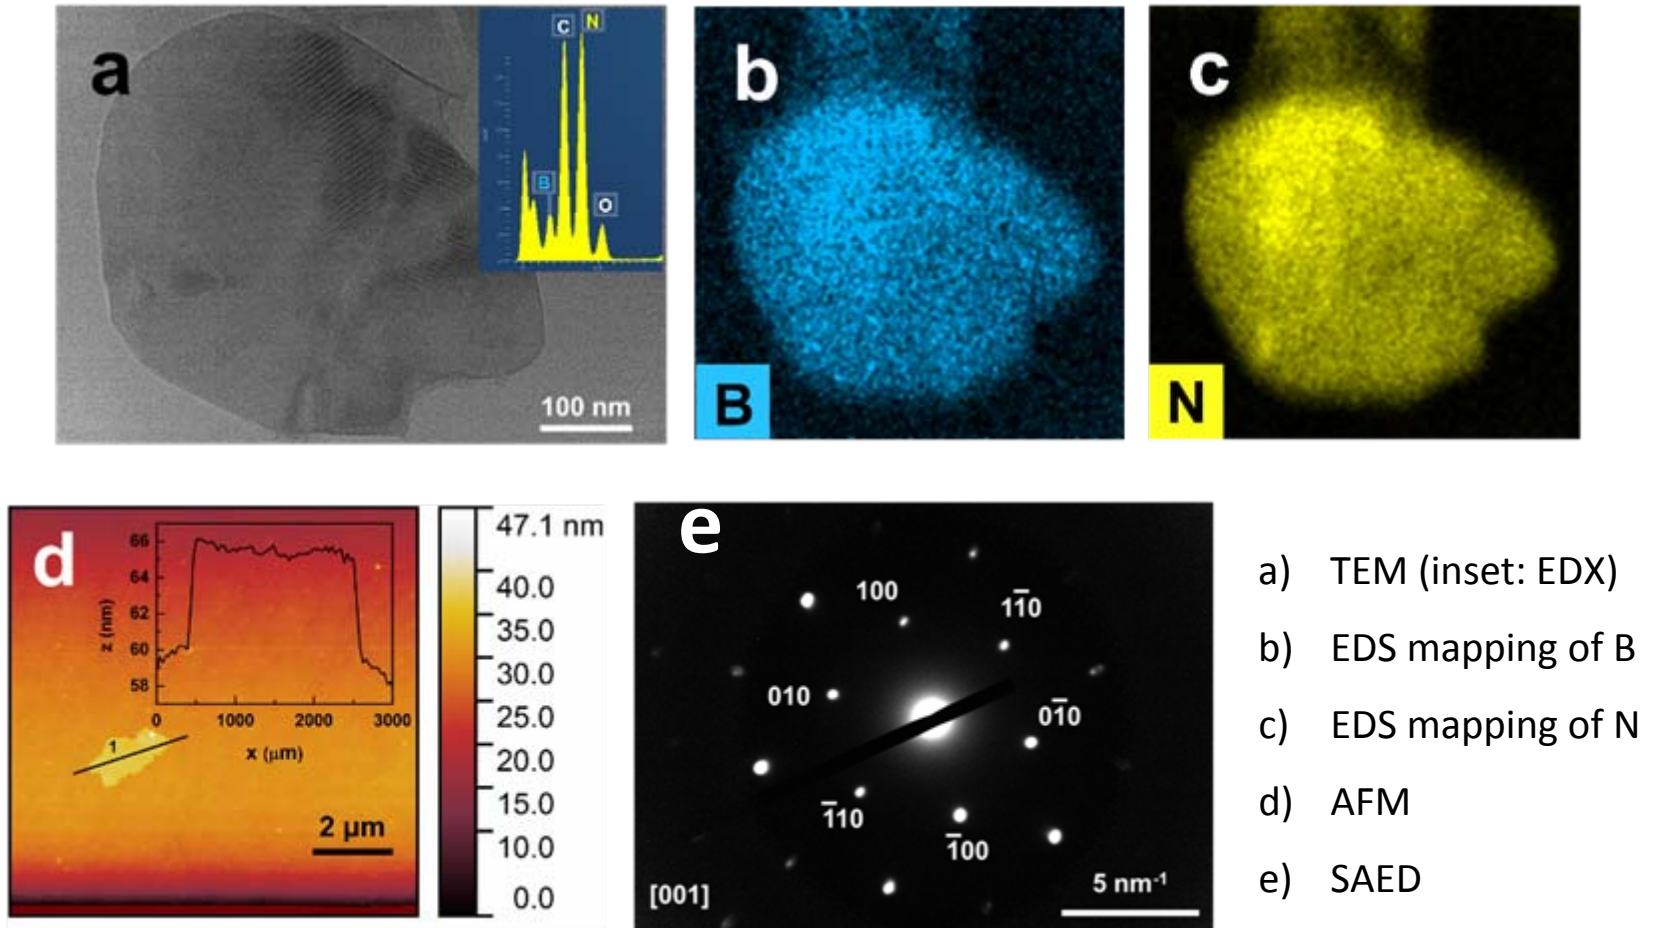 a
C N
B
O
100 nm
b
B
c
N
d
66
64
62
60
58
z (nm)
0 1000 2000 3000
x (μm)
1
2 μm
47.1 nm
40.0
35.0
30.0
25.0
20.0
15.0
10.0
0.0
e
100
11̅0
010
01̅0
1̅10
1̅00
[001]
5 nm⁻¹
a) TEM (inset: EDX)
b) EDS mapping of B
c) EDS mapping of N
d) AFM
e) SAED